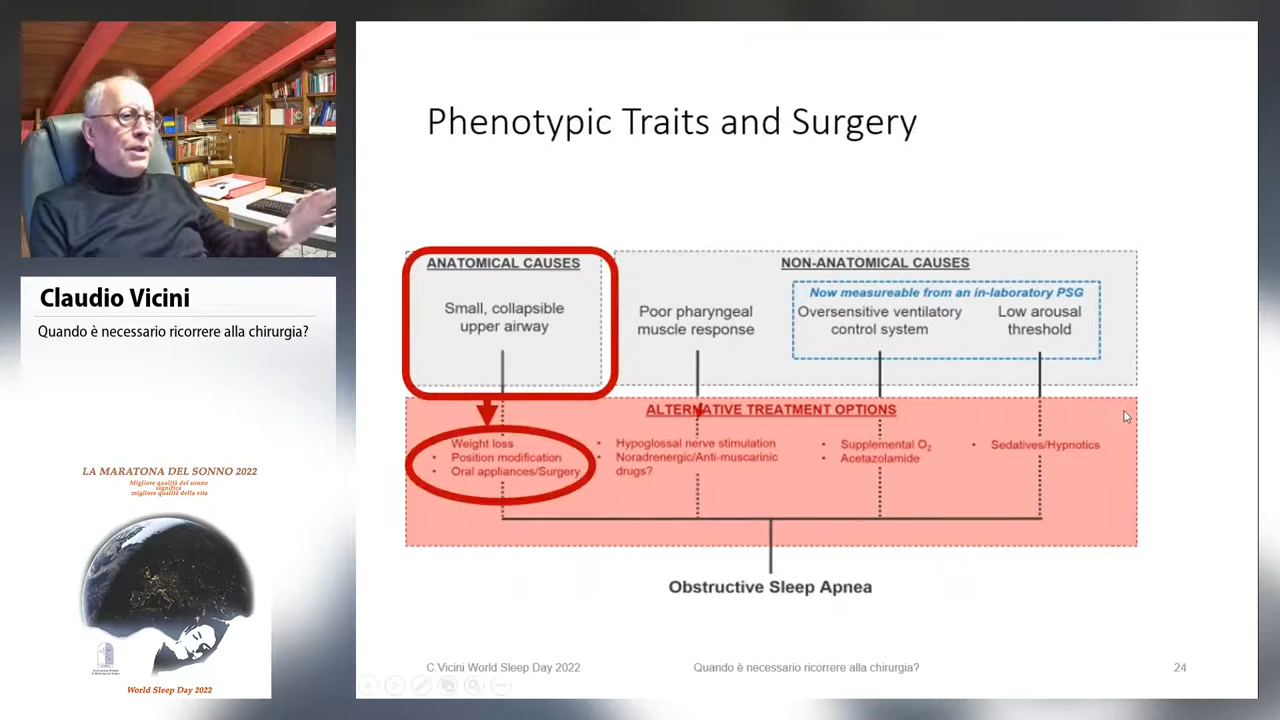 Phenotypic Traits and Surgery
ANATOMICAL CAUSES
Small, collapsible
upper airway
NON-ANATOMICAL CAUSES
Now measureable from an in-laboratory PSG
Poor pharyngeal
muscle response
Oversensitive ventilatory
control system
Low arousal
threshold
ALTERNATIVE TREATMENT OPTIONS
Weight loss
• Position modification
• Oral appliances/Surgery
• Hypoglossal nerve stimulation
• Noradrenergic/Anti-muscarinic
drugs?
• Supplemental O₂
• Acetazolamide
• Sedatives/Hypnotics
Obstructive Sleep Apnea
C.Vicini World Sleep Day 2022
Quando è necessario ricorrere alla chirurgia?
24
Claudio Vicini
Quando è necessario ricorrere alla chirurgia?
LA MARATONA DEL SONNO 2022
Migliore qualità del sonno
significa
migliore qualità della vita
World Sleep Day 2022